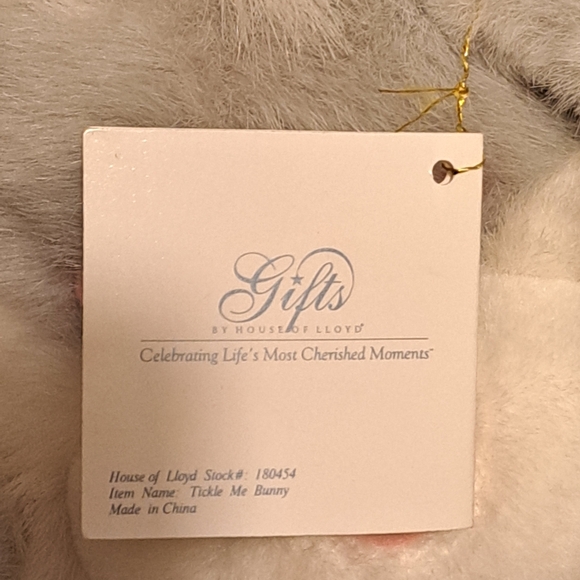 Gifts
BY HOUSE OF LLOYD®
Celebrating Life's Most Cherished Moments™
House of Lloyd Stock#: 180454
Item Name: Tickle Me Bunny
Made in China